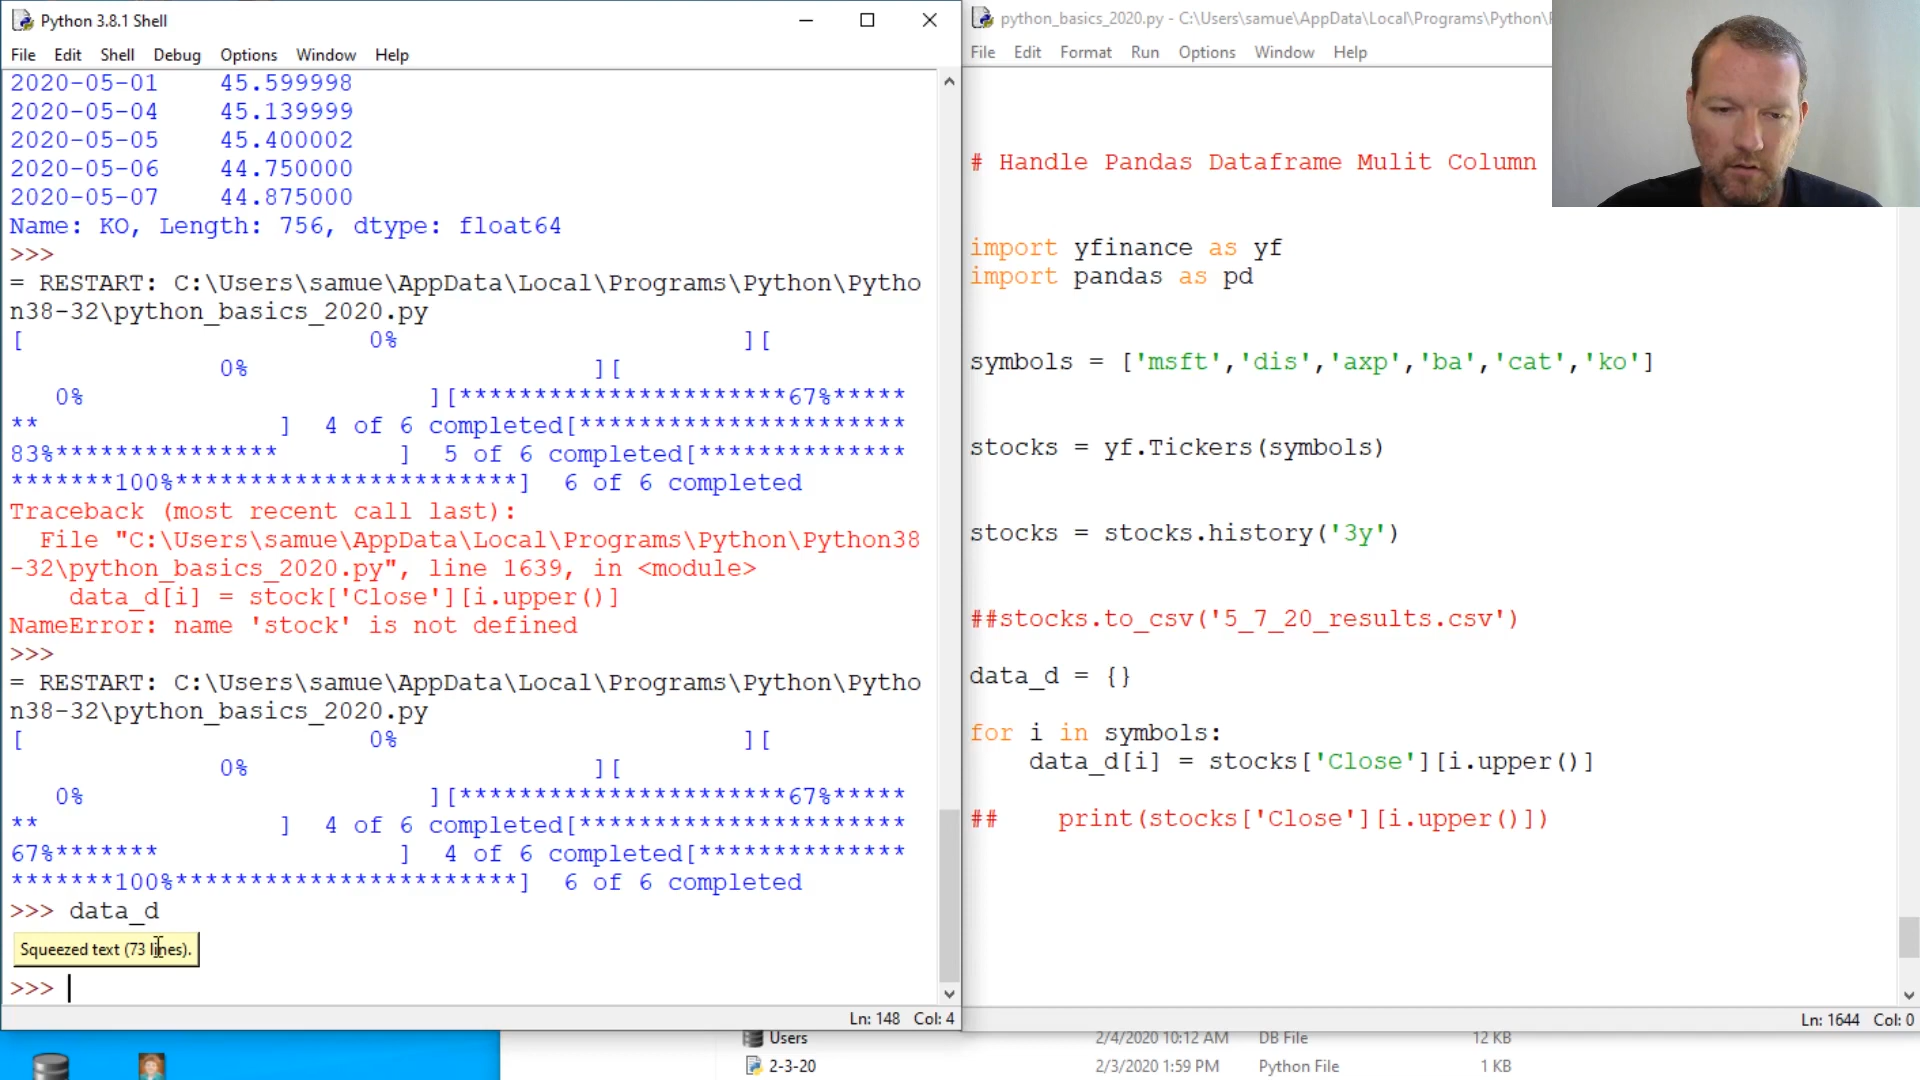 Python 3.8.1 Shell
File Edit Shell Debug Options Window Help
2020-05-01 45.599998
2020-05-04 45.139999
2020-05-05 45.400002
2020-05-06 44.750000
2020-05-07 44.875000
Name: KO, Length: 756, dtype: float64
>>>
= RESTART: C:\Users\samue\AppData\Local\Programs\Python\Pytho
n38-32\python_basics_2020.py
[ 0% ][
0% ][
0% ][**********************67%*****
** ] 4 of 6 completed[**********************
83%*************** ] 5 of 6 completed[**************
*******100%***********************] 6 of 6 completed
Traceback (most recent call last):
File "C:\Users\samue\AppData\Local\Programs\Python\Python38
-32\python_basics_2020.py", line 1639, in <module>
data_d[i] = stock['Close'][i.upper()]
NameError: name 'stock' is not defined
>>>
= RESTART: C:\Users\samue\AppData\Local\Programs\Python\Pytho
n38-32\python_basics_2020.py
[ 0% ][
0% ][
0% ][**********************67%*****
** ] 4 of 6 completed[**********************
67%******* ] 4 of 6 completed[**************
*******100%***********************] 6 of 6 completed
>>> data_d
Squeezed text (73 lines).
>>>
Ln: 148 Col: 4
python_basics_2020.py - C:\Users\samue\AppData\Local\Programs\Python\
File Edit Format Run Options Window Help
# Handle Pandas Dataframe Mulit Column
import yfinance as yf
import pandas as pd
symbols = ['msft','dis','axp','ba','cat','ko']
stocks = yf.Tickers(symbols)
stocks = stocks.history('3y')
##stocks.to_csv('5_7_20_results.csv')
data_d = {}
for i in symbols:
data_d[i] = stocks['Close'][i.upper()]
## print(stocks['Close'][i.upper()])
Ln: 1644 Col: 0
Users 2/4/2020 10:12 AM DB File 12 KB
2-3-20 2/3/2020 1:59 PM Python File 1 KB